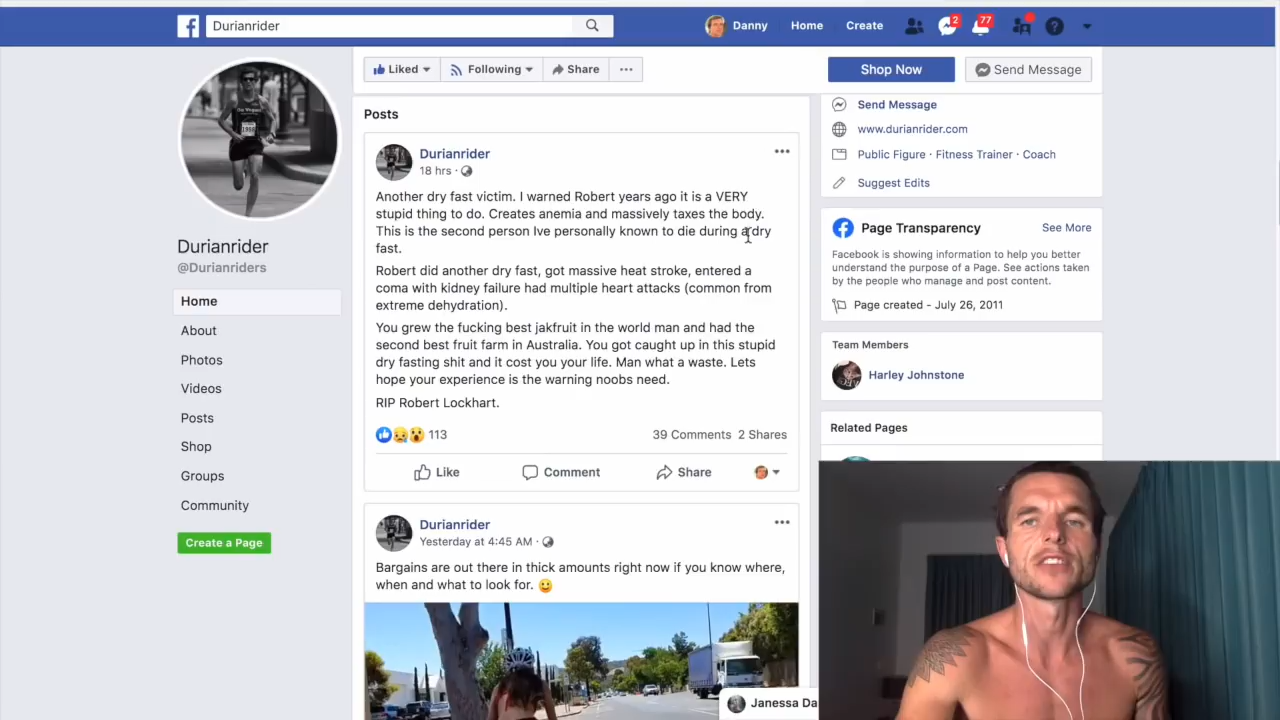 Durianrider
Danny
Home
Create
2
77
Liked
Following
Share
Shop Now
Send Message
Posts
Durianrider
18 hrs ·
Another dry fast victim. I warned Robert years ago it is a VERY
stupid thing to do. Creates anemia and massively taxes the body.
This is the second person Ive personally known to die during a dry
fast.
Robert did another dry fast, got massive heat stroke, entered a
coma with kidney failure had multiple heart attacks (common from
extreme dehydration).
You grew the fucking best jakfruit in the world man and had the
second best fruit farm in Australia. You got caught up in this stupid
dry fasting shit and it cost you your life. Man what a waste. Lets
hope your experience is the warning noobs need.
RIP Robert Lockhart.
113
39 Comments 2 Shares
Like
Comment
Share
Durianrider
Yesterday at 4:45 AM ·
Bargains are out there in thick amounts right now if you know where,
when and what to look for.
Durianrider
@Durianriders
Home
About
Photos
Videos
Posts
Shop
Groups
Community
Create a Page
Send Message
www.durianrider.com
Public Figure · Fitness Trainer · Coach
Suggest Edits
Page Transparency
See More
Facebook is showing information to help you better
understand the purpose of a Page. See actions taken
by the people who manage and post content.
Page created - July 26, 2011
Team Members
Harley Johnstone
Related Pages
Janessa Da